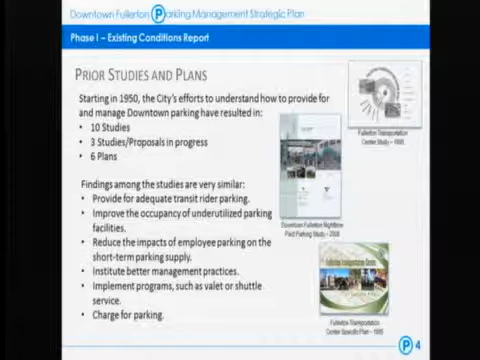 Downtown Fullerton Parking Management Strategic Plan
Phase I – Existing Conditions Report
PRIOR STUDIES AND PLANS
Starting in 1950, the City's efforts to understand how to provide for
and manage Downtown parking have resulted in:
• 10 Studies
• 3 Studies/Proposals in progress
• 6 Plans
Findings among the studies are very similar:
• Provide for adequate transit rider parking.
• Improve the occupancy of underutilized parking
facilities.
• Reduce the impacts of employee parking on the
short-term parking supply.
• Institute better management practices.
• Implement programs, such as valet or shuttle
service.
• Charge for parking.
Fullerton Transportation
Center Study –
Downtown Fullerton Nighttime
Paid Parking Study –
Fullerton Transportation Center
Fullerton Transportation
Center Specific Plan –
P 4